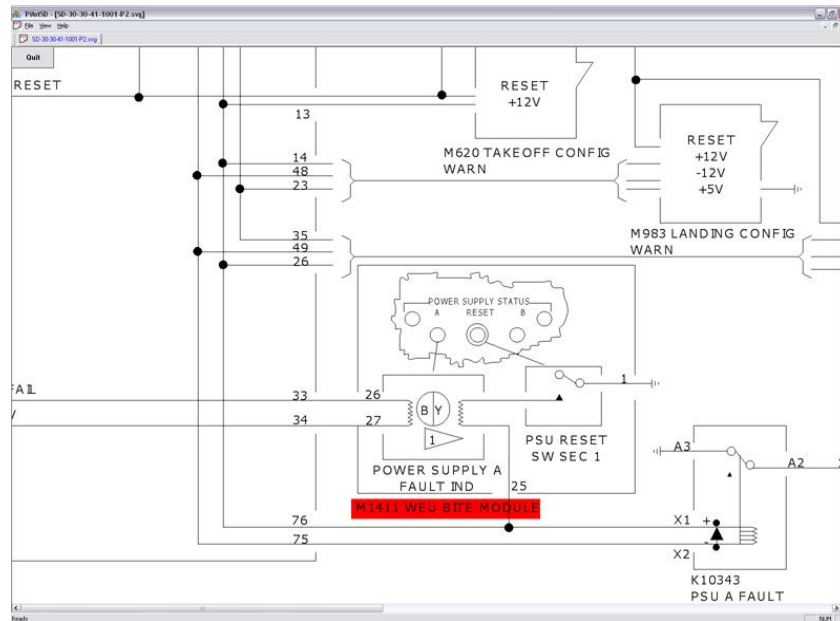 PilotSD - [SD-30-30-41-1001-P2.svg]
File View Help
SD-30-30-41-1001-P2.svg
Quit
RESET
RESET
+12V
13
M620 TAKEOFF CONFIG
WARN
14
48
23
RESET
+12V
-12V
+5V
M983 LANDING CONFIG
WARN
35
49
26
POWER SUPPLY STATUS
A RESET B
33 26
34 27
B Y
1
1
PSU RESET
SW SEC 1
POWER SUPPLY A
FAULT IND
25
M1411 WEU BITE MODULE
A3
A2
76
75
X1 +
X2 -
K10343
PSU A FAULT
Ready
NUM